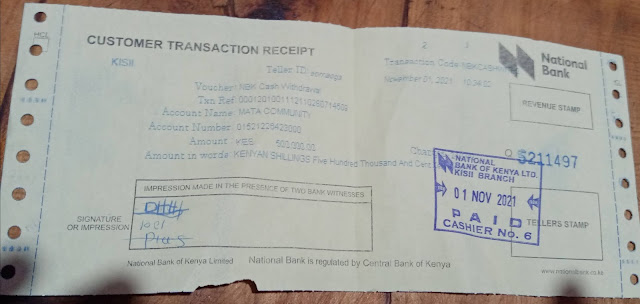 CUSTOMER TRANSACTION RECEIPT
National
Bank
KISII
Teller ID:
Transaction Code
November 01, 2021
Voucher NBK Cash Withdrawal
Tan Ref
Account Name MATA COMMUNITY
Account Number
Amount KES 500,000.00
Amount in words KENYAN SHILLINGS Five Hundred Thousand And Cent
5211497
REVENUE STAMP
NATIONAL
BANK OF KENYA LTD.
KISII BRANCH
01 NOV 2021
PAID
CASHIER No. 6
TELLERS STAMP
IMPRESSION MADE IN THE PRESENCE OF TWO BANK WITNESSES
SIGNATURE
OR IMPRESSION
National Bank of Kenya Limited
National Bank is regulated by Central Bank of Kenya